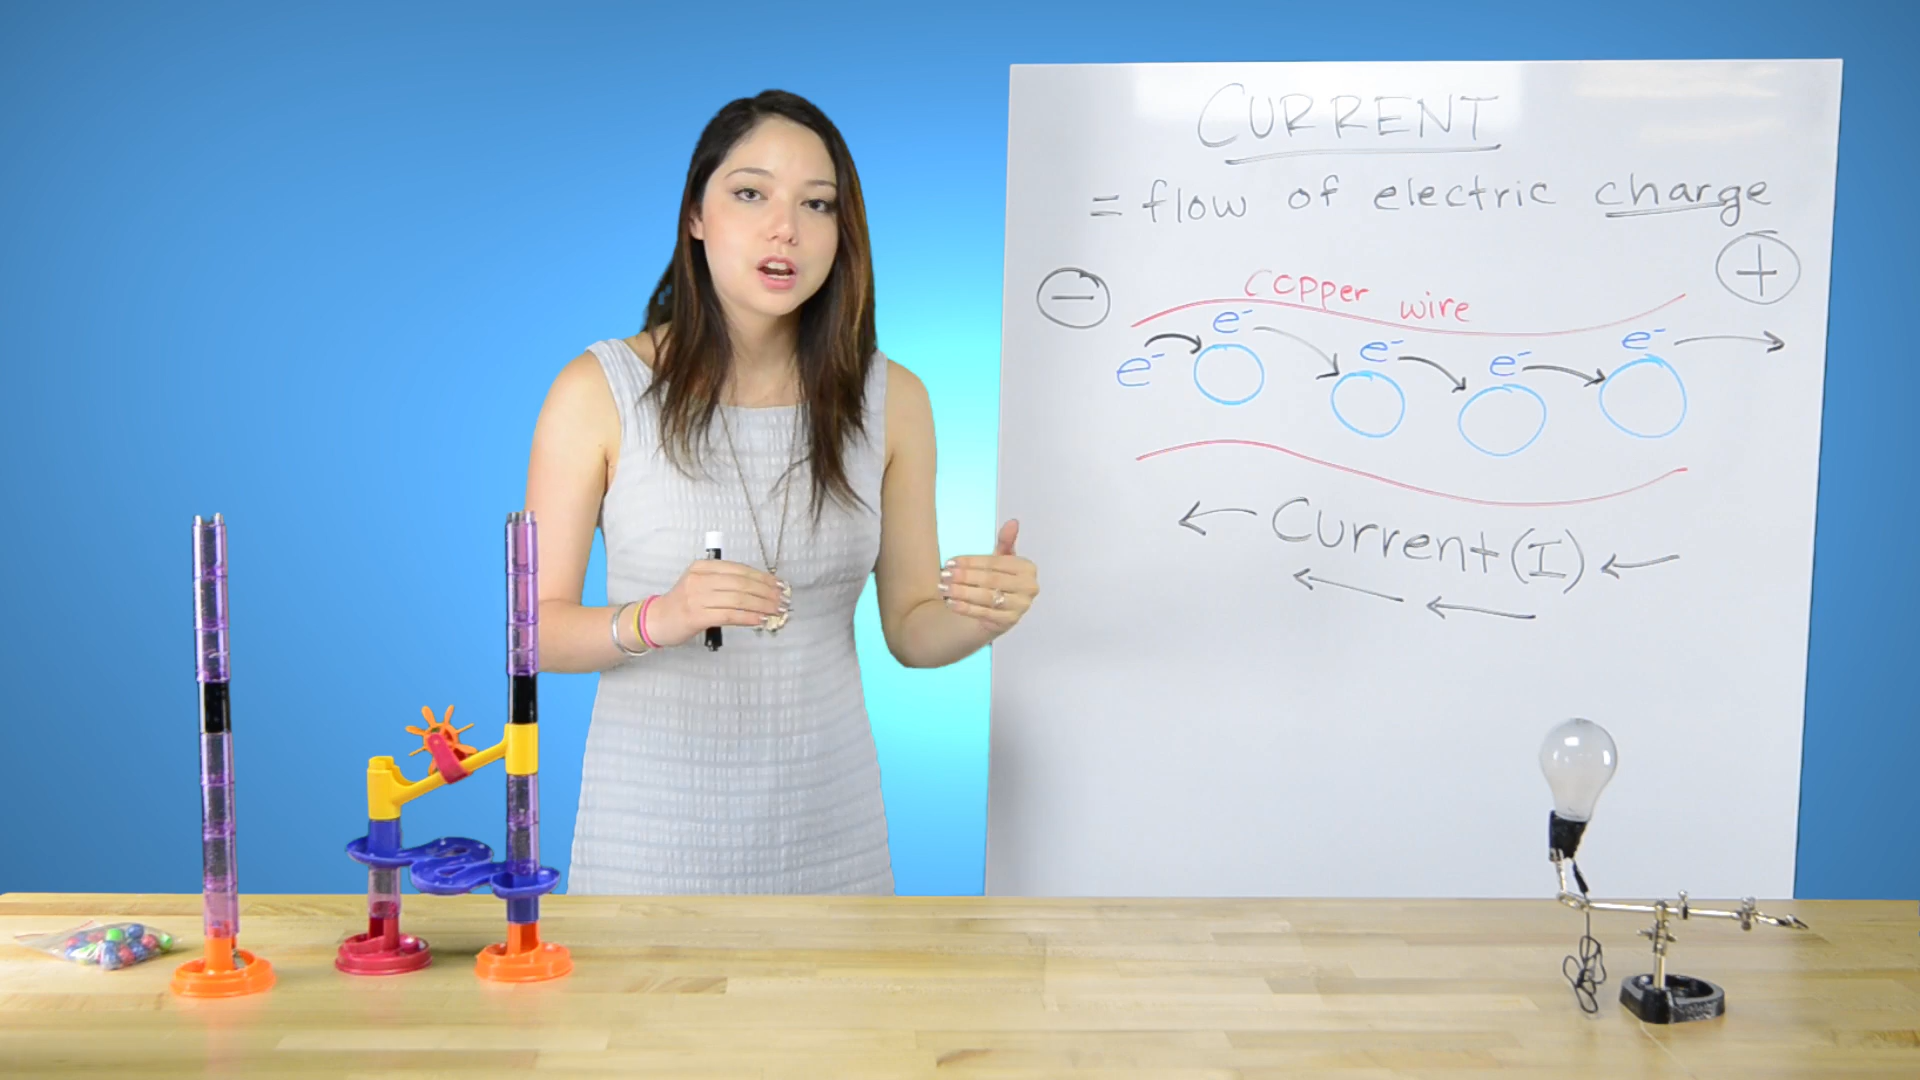 CURRENT
= flow of electric charge
− +
copper wire
e⁻ e⁻ e⁻ e⁻ e⁻
← Current (I) ←
← ←